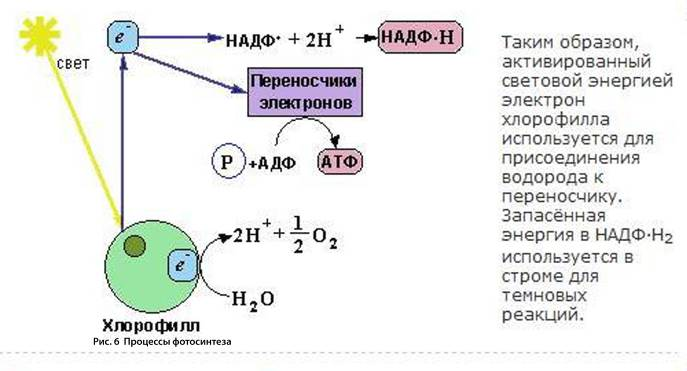 e⁻
свет
НАДФ· + 2H⁺
НАДФ·Н
Переносчики
электронов
P +АДФ
АТФ
2H⁺ + 1/2 O₂
e⁻
H₂O
Хлорофилл
Рис. 6 Процессы фотосинтеза
Таким образом,
активированный
световой энергией
электрон
хлорофилла
используется для
присоединения
водорода к
переносчику.
Запасённая
энергия в НАДФ·Н₂
используется в
строме для
темновых
реакций.